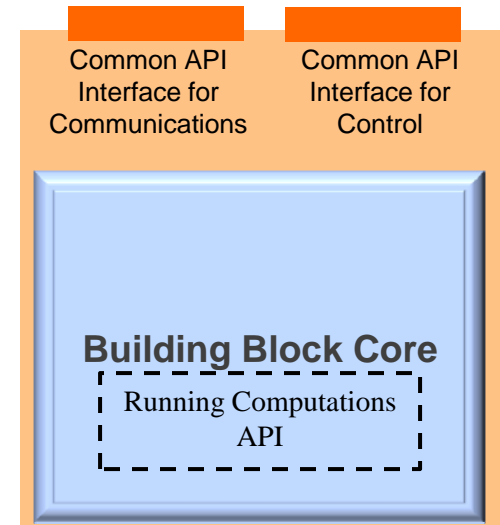 Common API
Interface for
Communications
Common API
Interface for
Control
Building Block Core
Running Computations
API